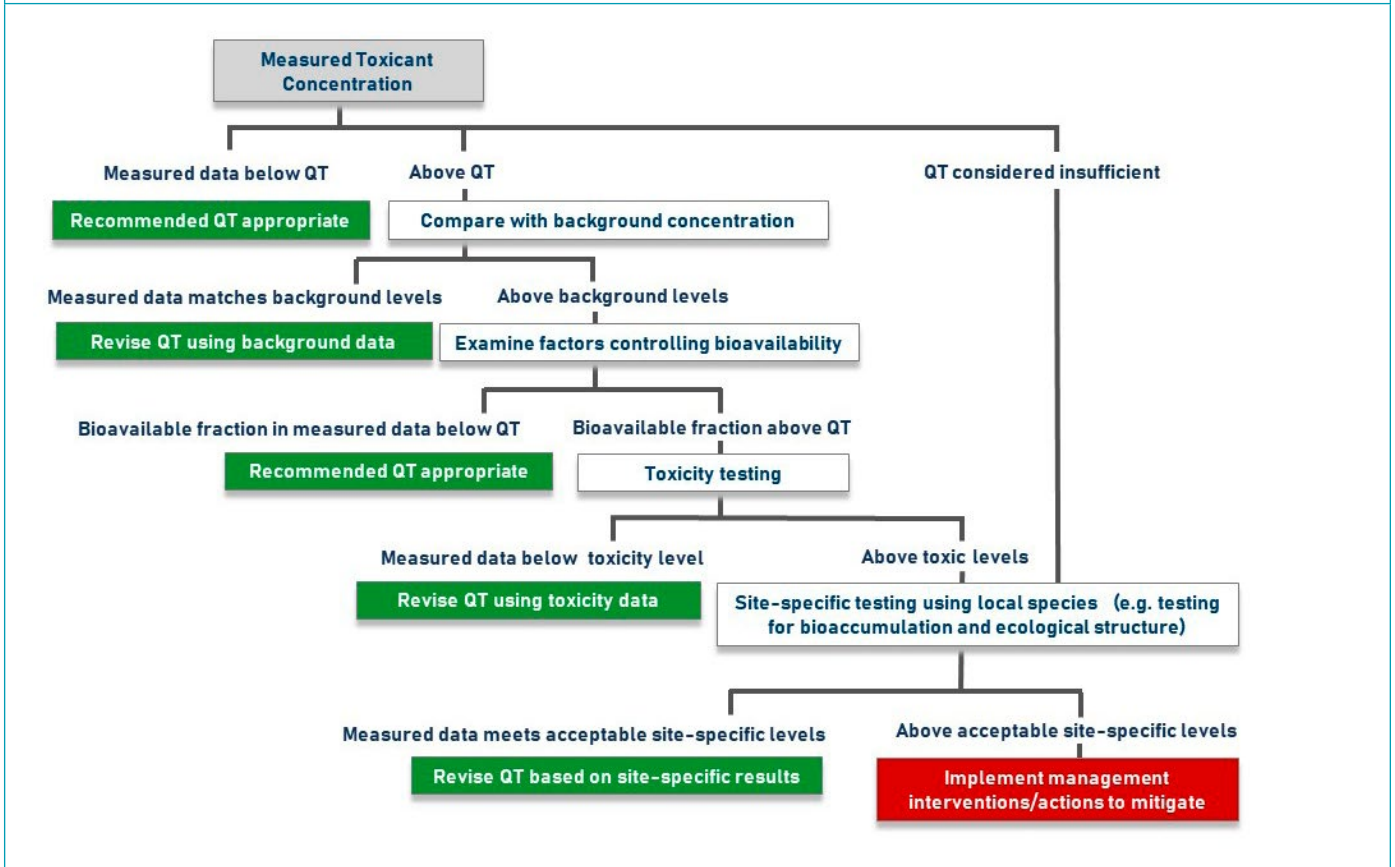 Measured Toxicant
Concentration
Measured data below QT
Above QT
QT considered insufficient
Recommended QT appropriate
Compare with background concentration
Measured data matches background levels
Above background levels
Revise QT using background data
Examine factors controlling bioavailability
Bioavailable fraction in measured data below QT
Bioavailable fraction above QT
Recommended QT appropriate
Toxicity testing
Measured data below toxicity level
Above toxic levels
Revise QT using toxicity data
Site-specific testing using local species (e.g. testing
for bioaccumulation and ecological structure)
Measured data meets acceptable site-specific levels
Above acceptable site-specific levels
Revise QT based on site-specific results
Implement management
interventions/actions to mitigate